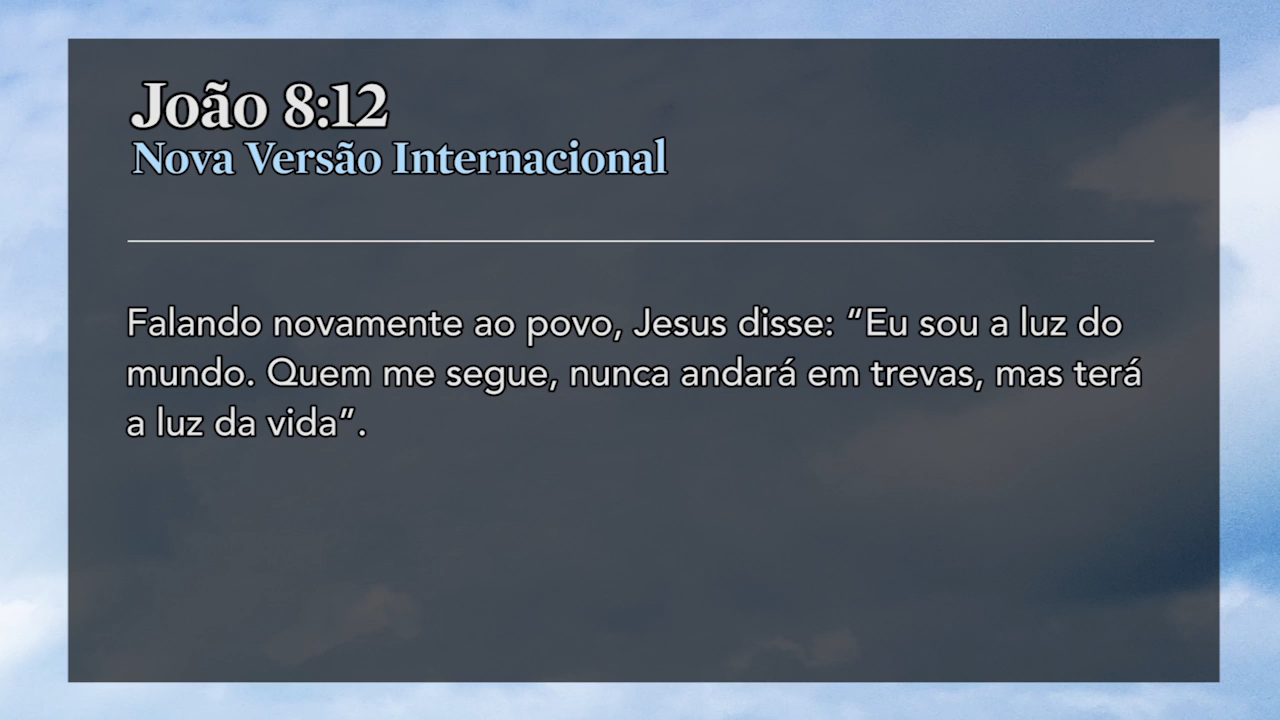 João 8:12
Nova Versão Internacional
Falando novamente ao povo, Jesus disse: “Eu sou a luz do
mundo. Quem me segue, nunca andará em trevas, mas terá
a luz da vida”.